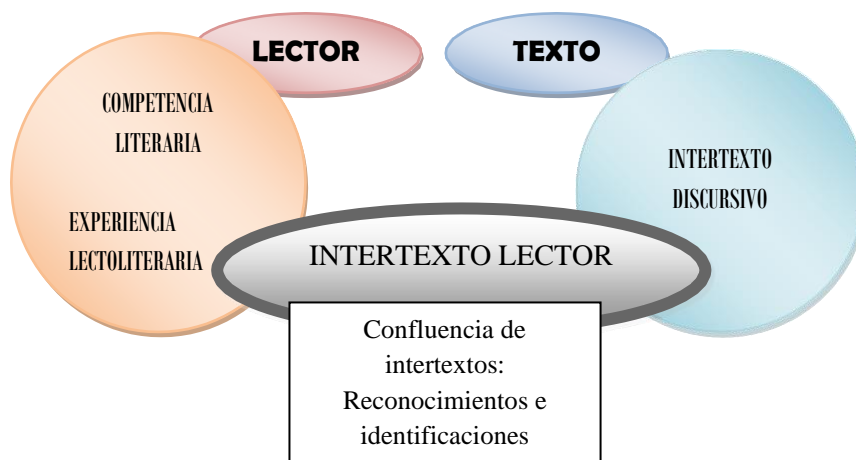 LECTOR
TEXTO
COMPETENCIA
LITERARIA
EXPERIENCIA
LECTOLITERARIA
INTERTEXTO
DISCURSIVO
INTERTEXTO LECTOR
Confluencia de
intertextos:
Reconocimientos e
identificaciones